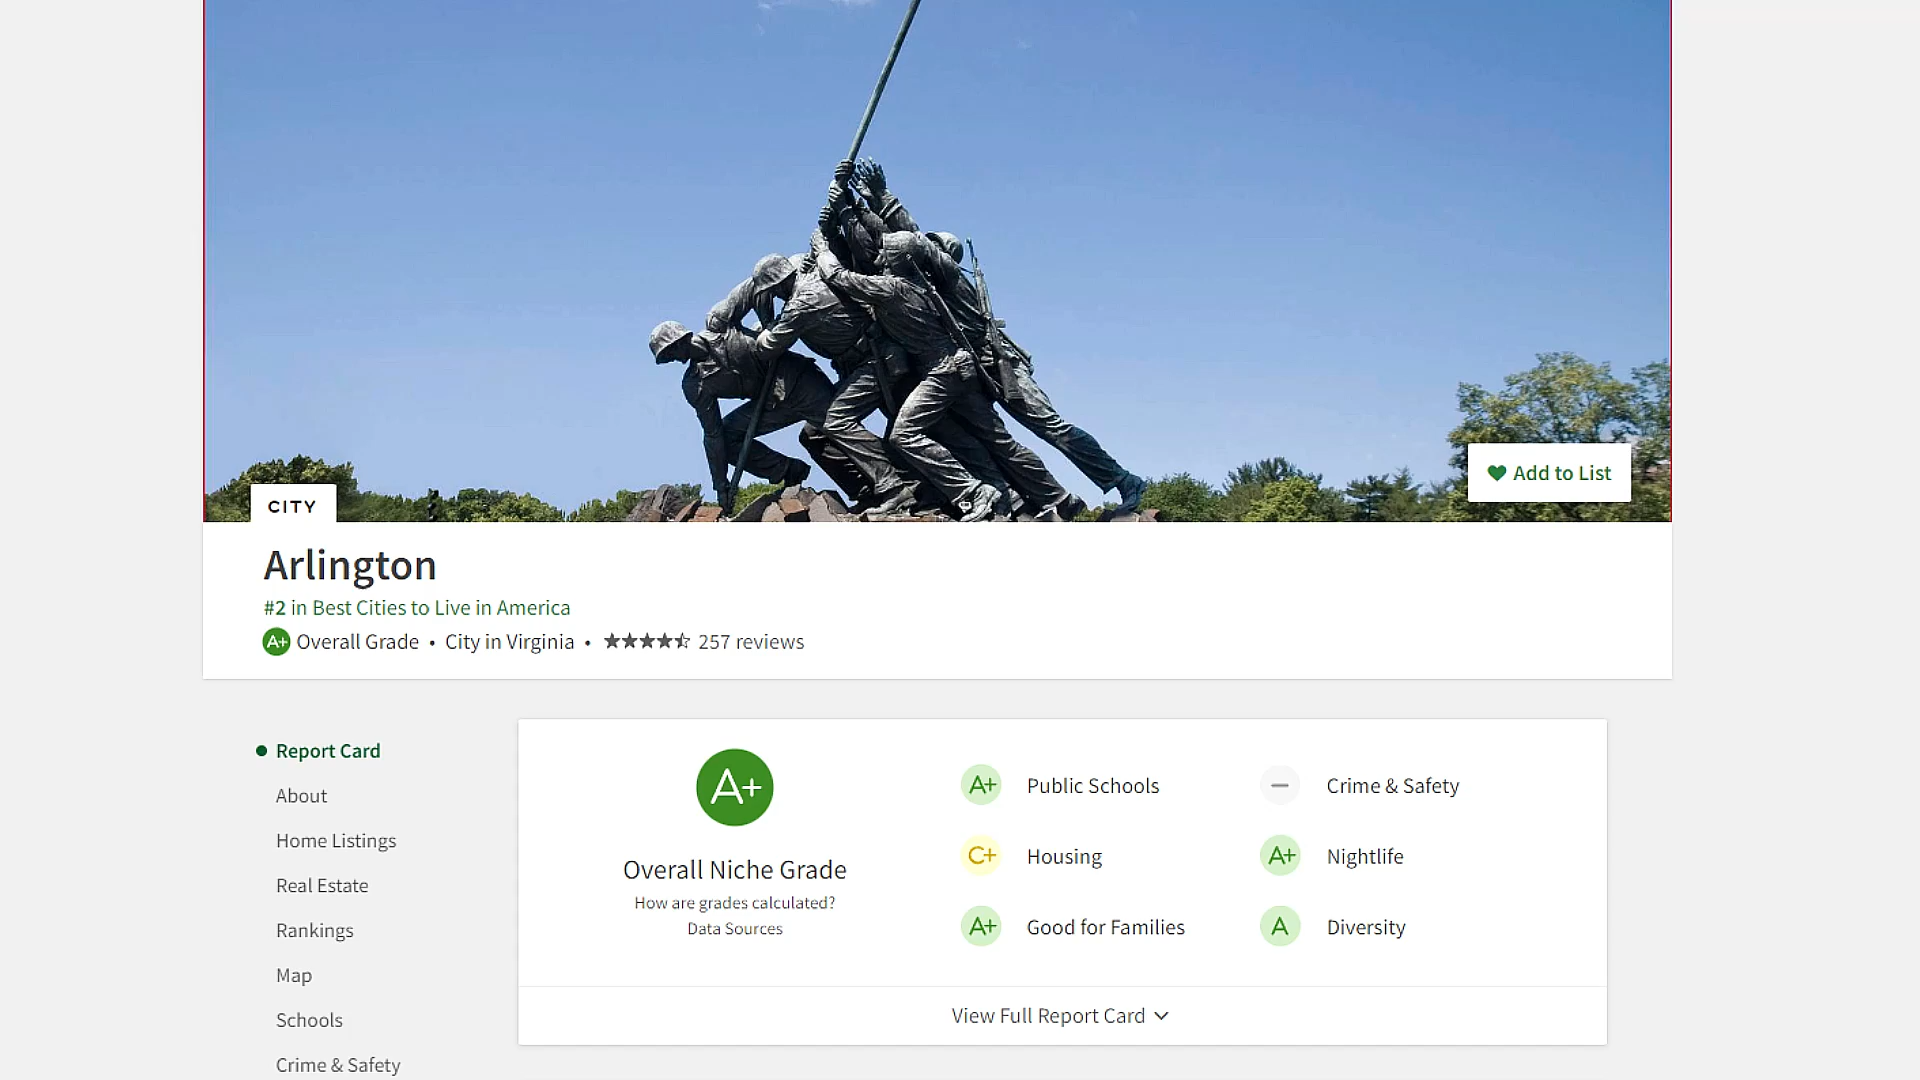 Add to List
CITY
Arlington
#2 in Best Cities to Live in America
A+ Overall Grade • City in Virginia • 257 reviews
Report Card
About
Home Listings
Real Estate
Rankings
Map
Schools
Crime & Safety
A+
Overall Niche Grade
How are grades calculated?
Data Sources
A+ Public Schools
C+ Housing
A+ Good for Families
– Crime & Safety
A+ Nightlife
A Diversity
View Full Report Card